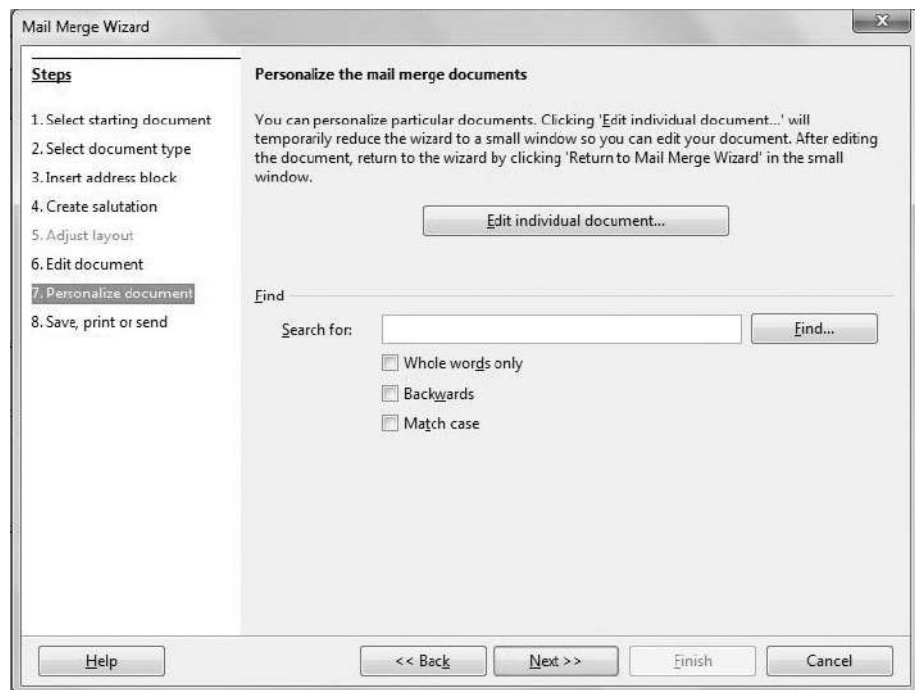 Mail Merge Wizard
X
Steps
1. Select starting document
2. Select document type
3. Insert address block
4. Create salutation
5. Adjust layout
6. Edit document
7. Personalize document
8. Save, print or send
Personalize the mail merge documents
You can personalize particular documents. Clicking 'Edit individual document...' will
temporarily reduce the wizard to a small window so you can edit your document. After editing
the document, return to the wizard by clicking 'Return to Mail Merge Wizard' in the small
window.
Edit individual document...
Find
Search for:
Find...
Whole words only
Backwards
Match case
Help
<< Back
Next >>
Finish
Cancel